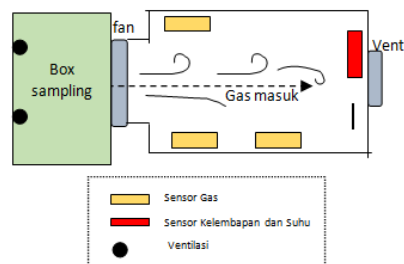 fan
Vent
Box
sampling
Gas masuk
Sensor Gas
Sensor Kelembapan dan Suhu
Ventilasi